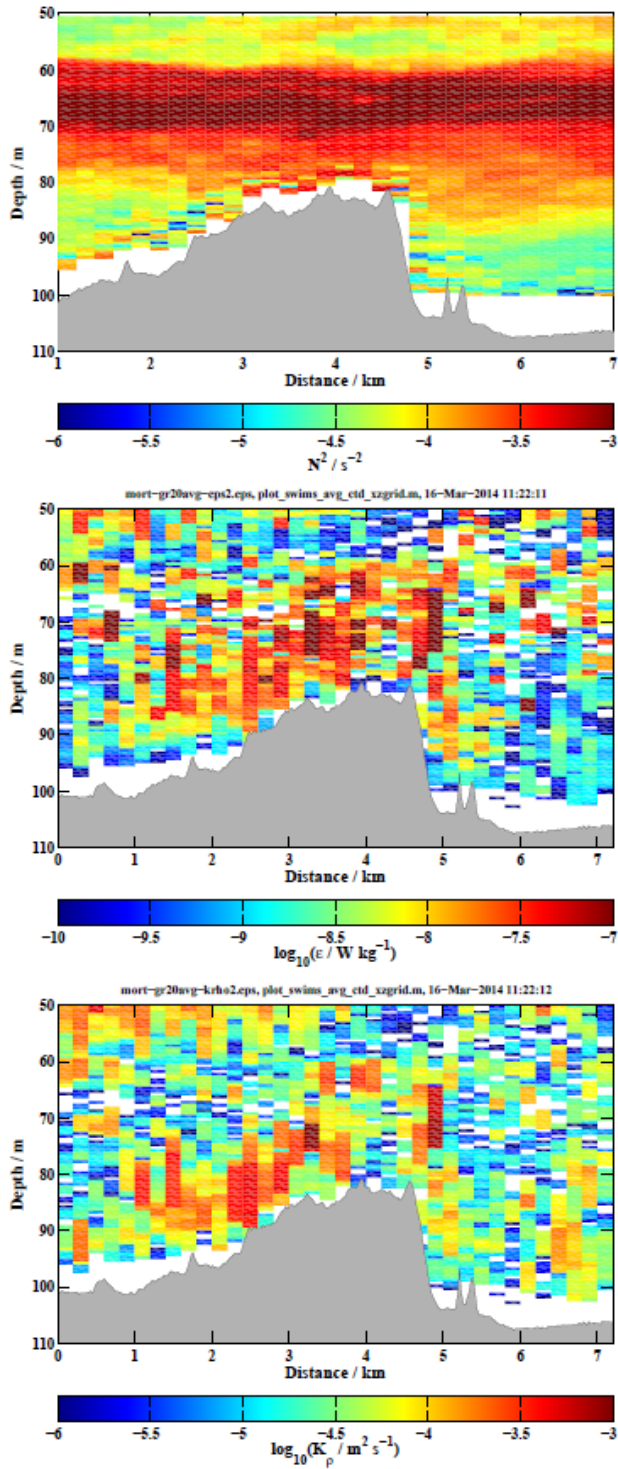 50
60
70
80
90
100
110
Depth / m
1 2 3 4 5 6 7
Distance / km
−6 −5.5 −5 −4.5 −4 −3.5 −3
N² / s⁻²
mort−gr20avg−eps2.eps, plot_swims_avg_ctd_xzgrid.m, 16−Mar−2014 11:22:11
50
60
70
80
90
100
110
Depth / m
0 1 2 3 4 5 6 7
Distance / km
−10 −9.5 −9 −8.5 −8 −7.5 −7
log₁₀(ε / W kg⁻¹)
mort−gr20avg−krho2.eps, plot_swims_avg_ctd_xzgrid.m, 16−Mar−2014 11:22:12
50
60
70
80
90
100
110
Depth / m
0 1 2 3 4 5 6 7
Distance / km
−6 −5.5 −5 −4.5 −4 −3.5 −3
log₁₀(Kᵨ / m² s⁻¹)